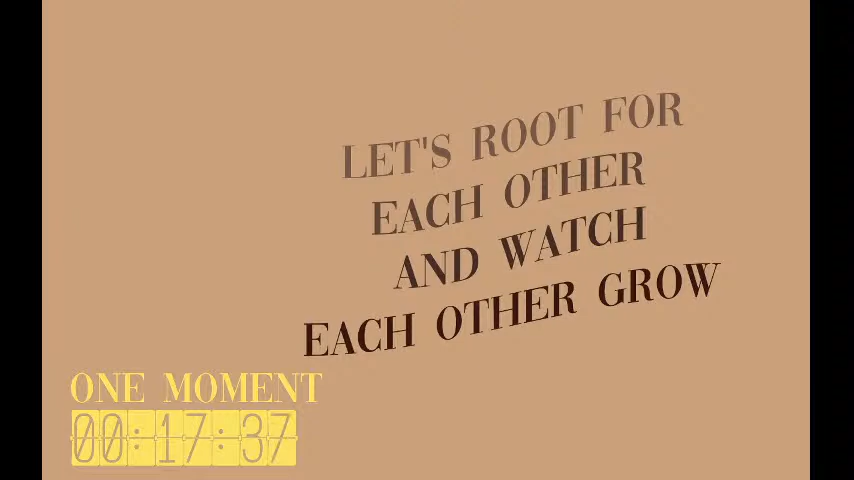 LET'S ROOT FOR
EACH OTHER
AND WATCH
EACH OTHER GROW
ONE MOMENT
00:17:37